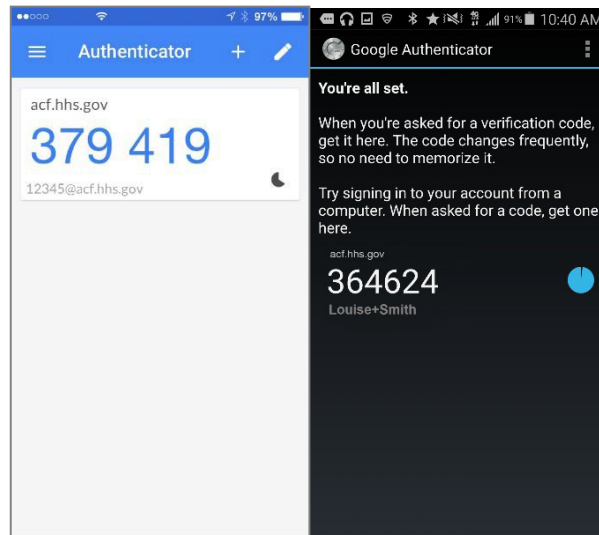 97%
Authenticator
acf.hhs.gov
379 419
12345@acf.hhs.gov
91% 10:40 AM
Google Authenticator
You're all set.
When you're asked for a verification code,
get it here. The code changes frequently,
so no need to memorize it.
Try signing in to your account from a
computer. When asked for a code, get one
here.
acf.hhs.gov
364624
Louise+Smith